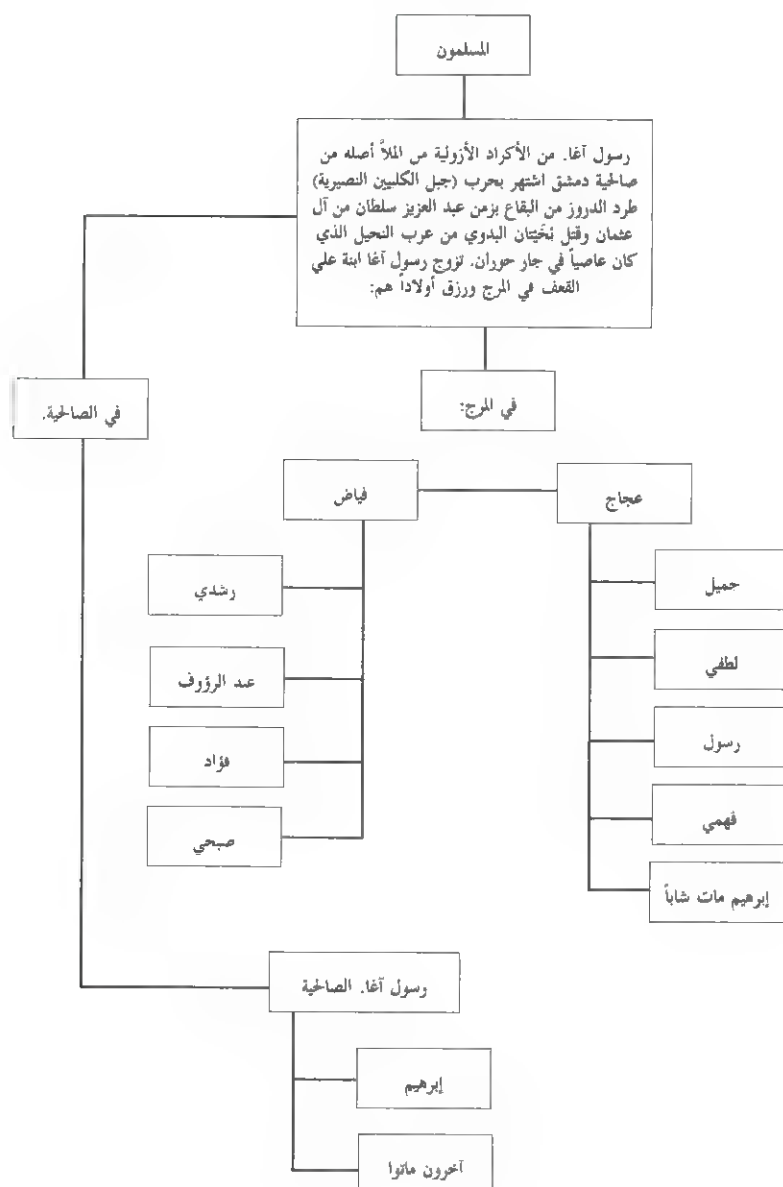 المسلمون
رسول آغا. من الأكراد الأزولية من الملاَّ أصله من
صالحية دمشق اشتهر بحرب (جبل الكلبيين النصيرية)
طرد الدروز من البقاع بزمن عبد العزيز سلطان من آل
عثمان وقتل البدوي من عرب النحيل الذي
كان عاصياً في جار حوران. تزوج رسول آغا ابنة علي
القعف في المرج ورزق أولاداً هم:
في المرج:
في الصالحية.
عجاج
فياض
جميل
لطفي
رسول
فهمي
إبرهيم مات شاباً
رشدي
عبد الرؤوف
فؤاد
صبحي
رسول آغا. الصالحية
إبرهيم
آخرون ماتوا